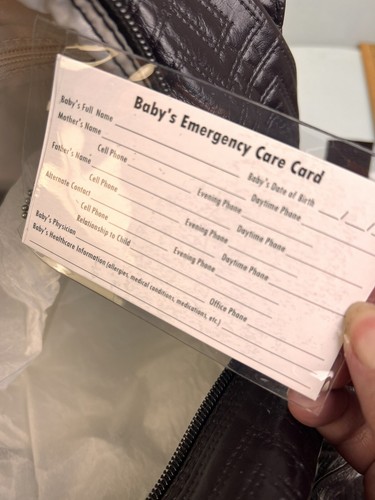 Baby's Emergency Care Card
Baby's Full Name Baby's Date of Birth / /
Mother's Name
Cell Phone Evening Phone Daytime Phone
Father's Name
Cell Phone Evening Phone Daytime Phone
Alternate Contact
Cell Phone Evening Phone Daytime Phone
Relationship to Child
Baby's Physician Office Phone
Baby's Healthcare Information (allergies, medical conditions, medications, etc.)